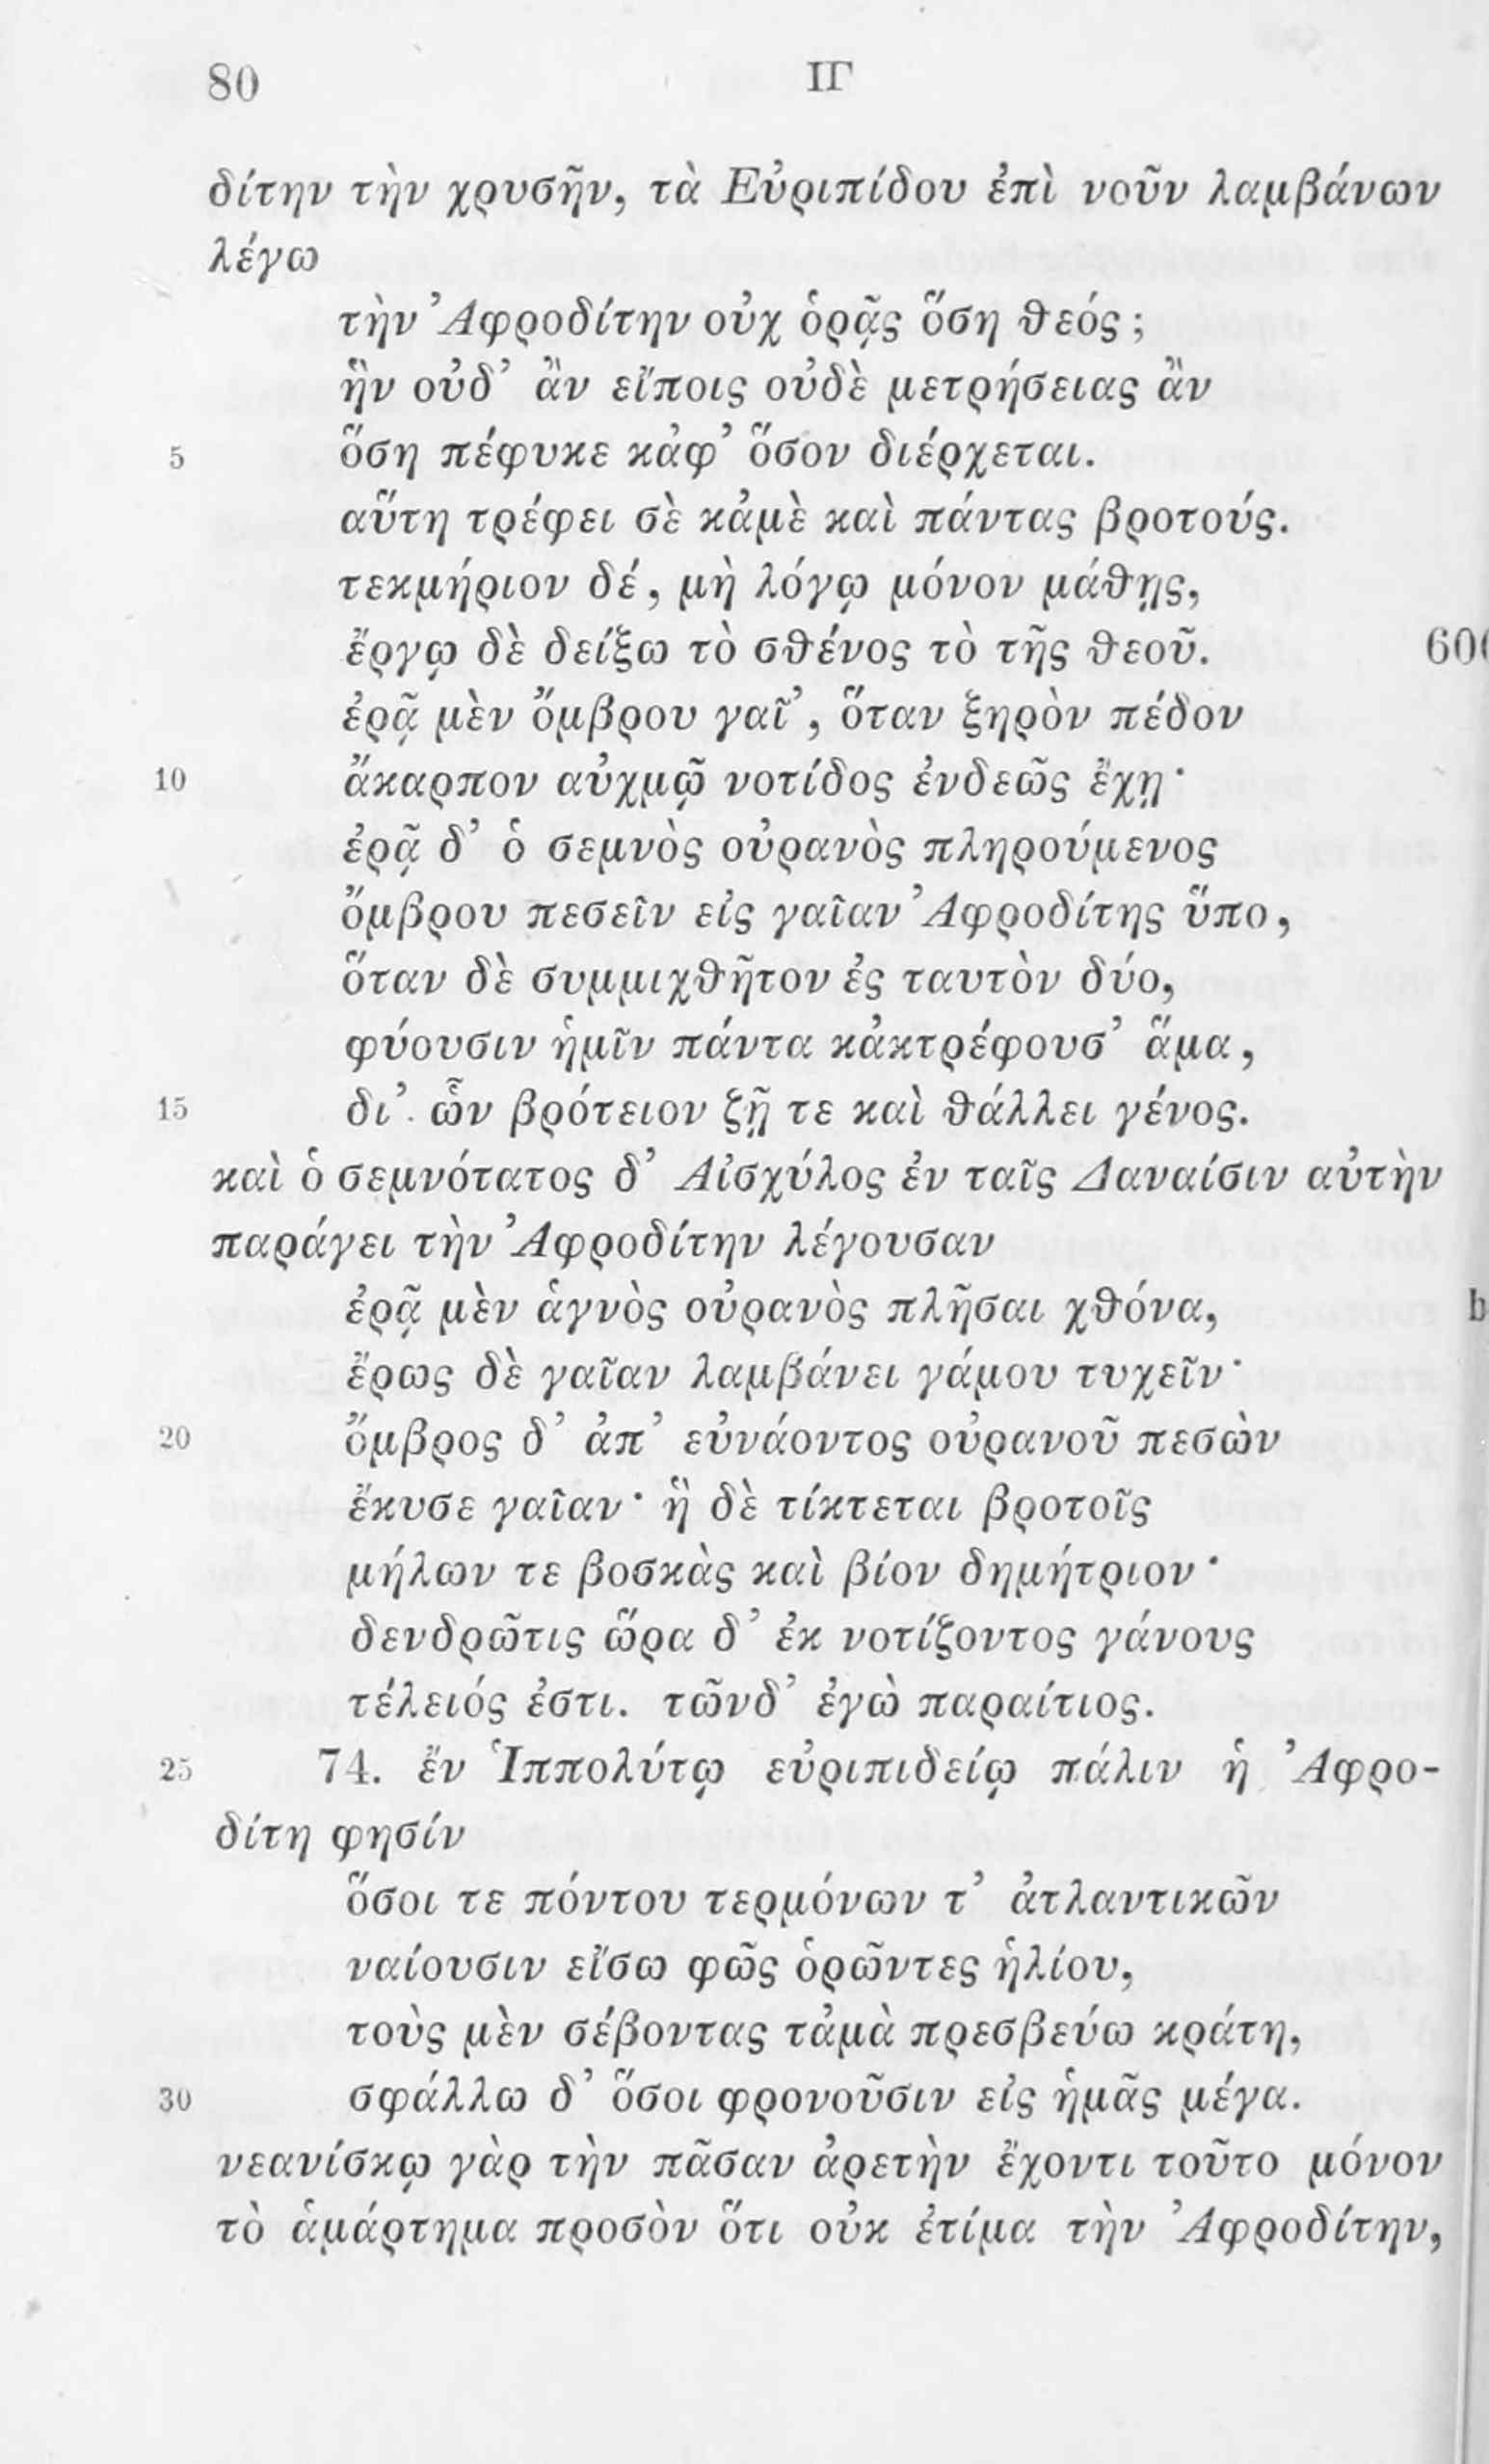 80 ΙΓ
δίτην τὴν χρυσῆν, τὰ Εὐριπίδου ἐπὶ νοῦν λαμβάνων
λέγω
τὴν Ἀφροδίτην οὐχ ὁρᾷς ὅση θεός;
ἣν οὐδ’ ἂν εἴποις οὐδὲ μετρήσειας ἂν
5 ὅση πέφυκε κἀφ’ ὅσον διέρχεται.
αὕτη τρέφει σὲ κἀμὲ καὶ πάντας βροτούς.
τεκμήριον δέ, μὴ λόγῳ μόνον μάθῃς,
ἔργῳ δὲ δείξω τὸ σθένος τὸ τῆς θεοῦ. 600
ἐρᾷ μὲν ὄμβρου γαῖ’, ὅταν ξηρὸν πέδον
10 ἄκαρπον αὐχμῷ νοτίδος ἐνδεῶς ἔχῃ·
ἐρᾷ δ’ ὁ σεμνὸς οὐρανὸς πληρούμενος
ὄμβρου πεσεῖν εἰς γαῖαν Ἀφροδίτης ὕπο,
ὅταν δὲ συμμιχθῆτον ἐς ταυτὸν δύο,
φύουσιν ἡμῖν πάντα κἀκτρέφουσ’ ἅμα,
15 δι’ ὧν βρότειον ζῇ τε καὶ θάλλει γένος.
καὶ ὁ σεμνότατος δ’ Αἰσχύλος ἐν ταῖς Δαναίσιν αὐτὴν
παράγει τὴν Ἀφροδίτην λέγουσαν
ἐρᾷ μὲν ἁγνὸς οὐρανὸς πλῆσαι χθόνα, b
ἔρως δὲ γαῖαν λαμβάνει γάμου τυχεῖν·
20 ὄμβρος δ’ ἀπ’ εὐνάοντος οὐρανοῦ πεσὼν
ἔκυσε γαῖαν· ἣ δὲ τίκτεται βροτοῖς
μήλων τε βοσκὰς καὶ βίον δημήτριον·
δενδρῶτις ὥρα δ’ ἐκ νοτίζοντος γάνους
τέλειός ἐστι. τῶνδ’ ἐγὼ παραίτιος.
25 74. ἔν Ἱππολύτῳ εὐριπιδείῳ πάλιν ἡ Ἀφρο-
δίτη φησίν
ὅσοι τε πόντου τερμόνων τ’ ἀτλαντικῶν
ναίουσιν εἴσω φῶς ὁρῶντες ἡλίου,
τοὺς μὲν σέβοντας τἀμὰ πρεσβεύω κράτη,
30 σφάλλω δ’ ὅσοι φρονοῦσιν εἰς ἡμᾶς μέγα.
νεανίσκῳ γὰρ τὴν πᾶσαν ἀρετὴν ἔχοντι τοῦτο μόνον
τὸ ἁμάρτημα προσὸν ὅτι οὐκ ἐτίμα τὴν Ἀφροδίτην,